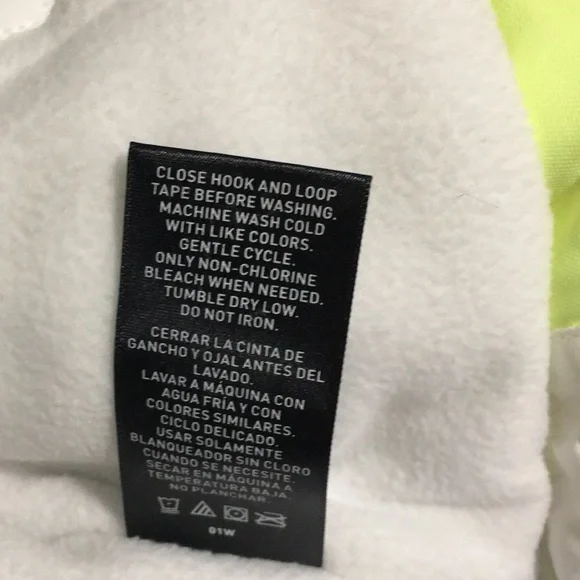 CLOSE HOOK AND LOOP
TAPE BEFORE WASHING.
MACHINE WASH COLD
WITH LIKE COLORS.
GENTLE CYCLE.
ONLY NON-CHLORINE
BLEACH WHEN NEEDED.
TUMBLE DRY LOW.
DO NOT IRON.
CERRAR LA CINTA DE
GANCHO Y OJAL ANTES DEL
LAVADO.
LAVAR A MÁQUINA CON
AGUA FRÍA Y CON
COLORES SIMILARES.
CICLO DELICADO.
USAR SOLAMENTE
BLANQUEADOR SIN CLORO
CUANDO SE NECESITE.
SECAR EN MÁQUINA A
TEMPERATURA BAJA
NO PLANCHAR.
01W